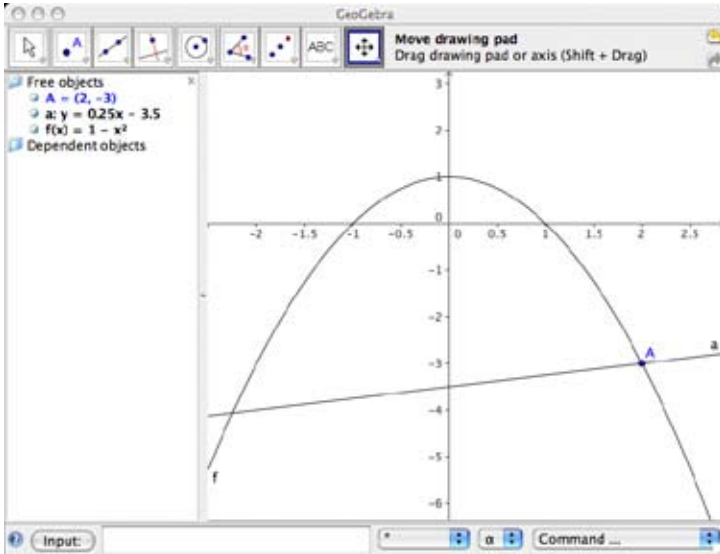 GeoGebra
A
ABC
Move drawing pad
Drag drawing pad or axis (Shift + Drag)
Free objects
A = (2, -3)
a: y = 0.25x - 3.5
f(x) = 1 - x²
Dependent objects
3
2
1
0
-2 -1.5 -1 -0.5 0 0.5 1 1.5 2 2.5
-1
-2
A
a
-3
-4
-5
f
-6
Input:
α
Command ...